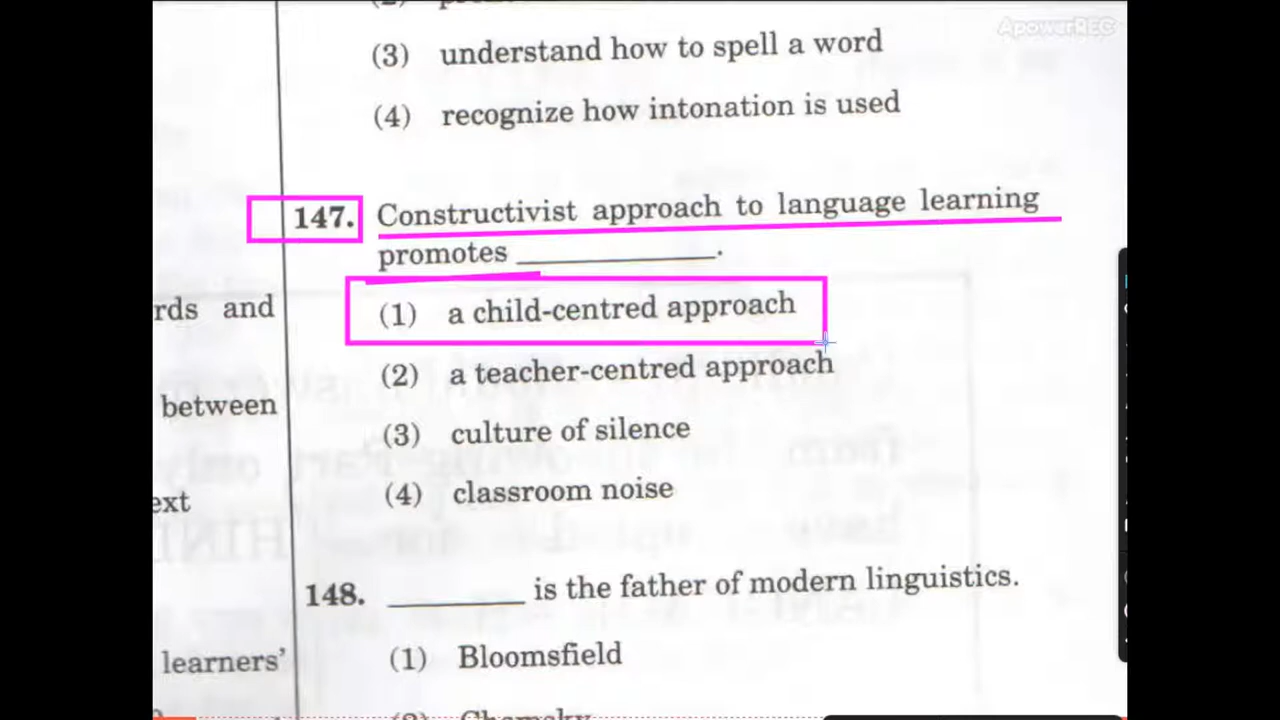 ApowerREC
(3) understand how to spell a word
(4) recognize how intonation is used
147. Constructivist approach to language learning
promotes ____________.
(1) a child-centred approach
(2) a teacher-centred approach
(3) culture of silence
(4) classroom noise
148. ________ is the father of modern linguistics.
(1) Bloomsfield
rds and
between
ext
learners'